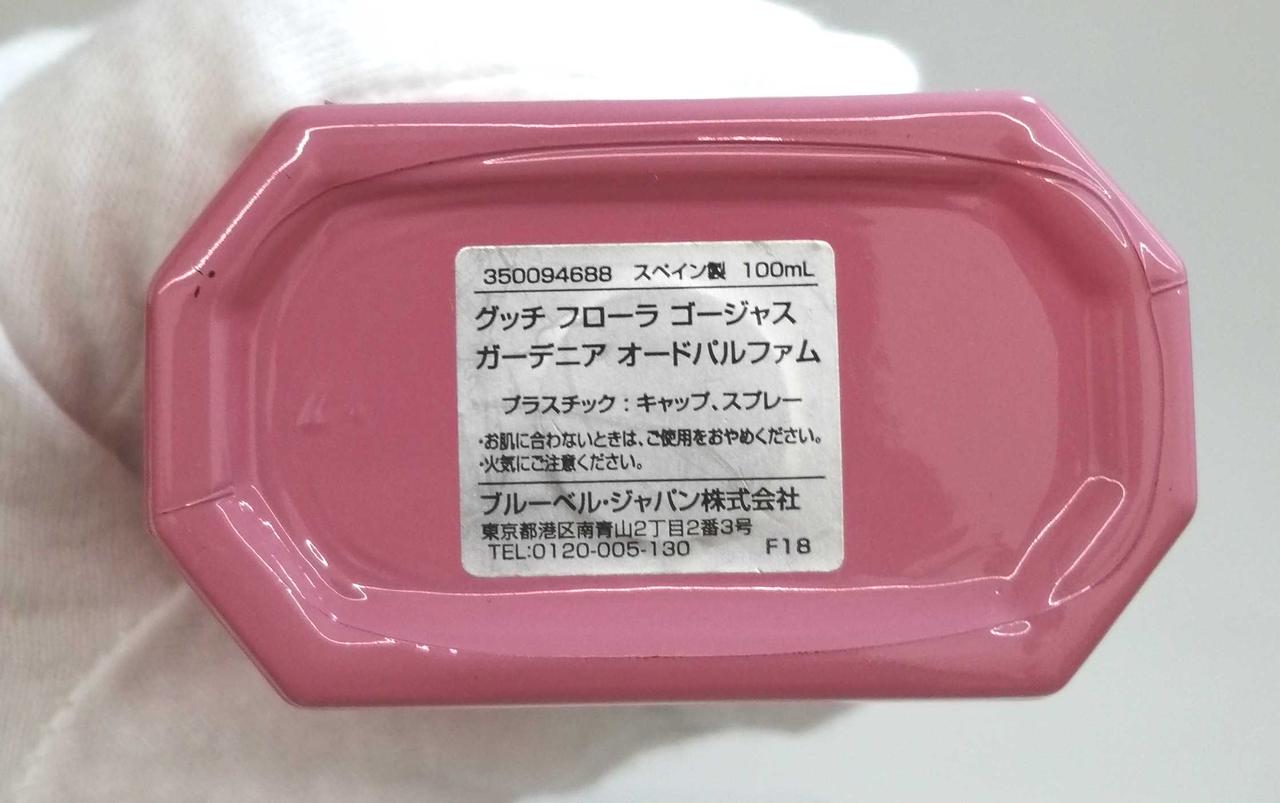 350094688 スペイン製 100mL
グッチ フローラ ゴージャス
ガーデニア オードパルファム
プラスチック：キャップ、スプレー
・お肌に合わないときは、ご使用をおやめください。
・火気にご注意ください。
ブルーベル・ジャパン株式会社
東京都港区南青山2丁目2番3号
TEL:0120-005-130 F18